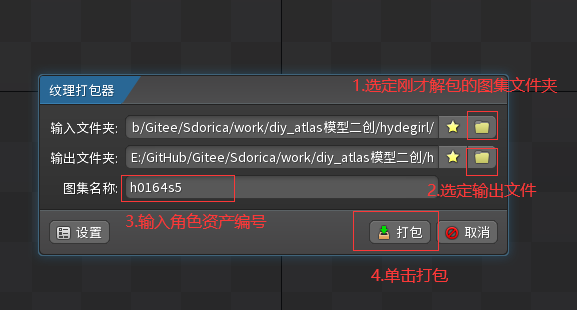 纹理打包器
1.选定刚才解包的图集文件夹
输入文件夹: b/Gitee/Sdorica/work/diy_atlas模型二创/hydegirl/
输出文件夹: E:/GitHub/Gitee/Sdorica/work/diy_atlas模型二创/h
图集名称: h0164s5
2.选定输出文件
3.输入角色资产编号
设置 打包 取消
4.单击打包